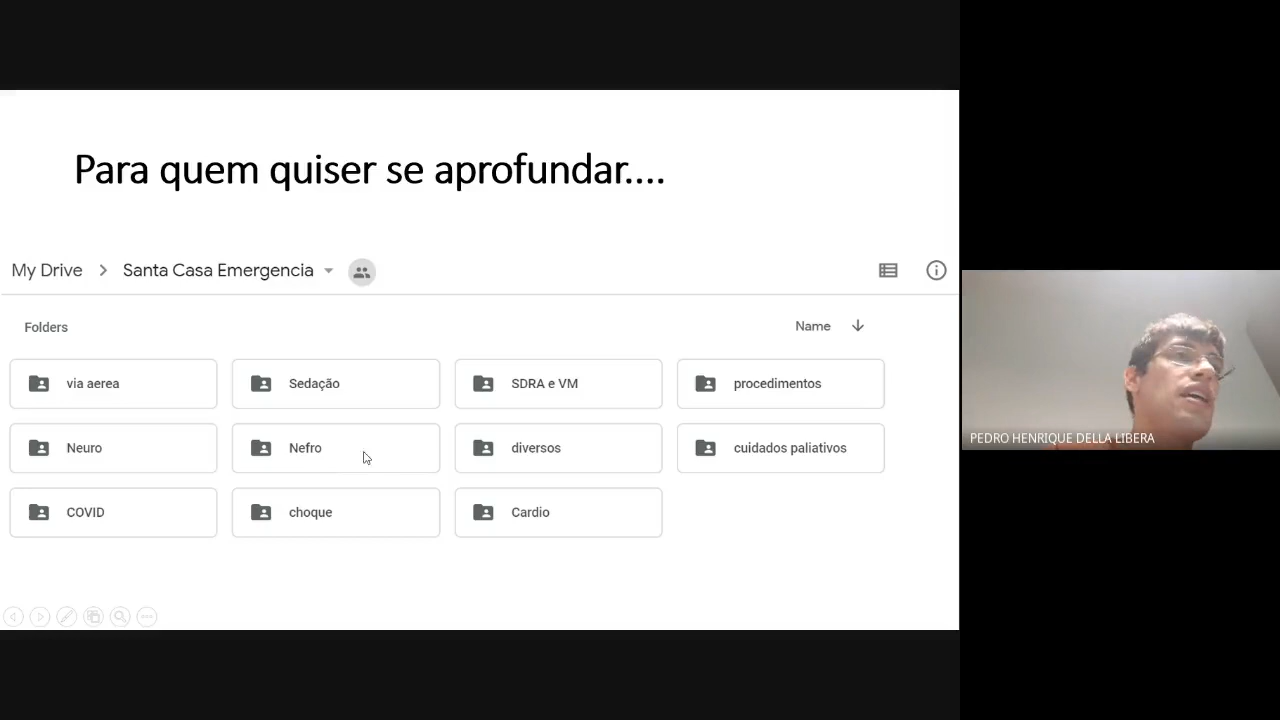 Para quem quiser se aprofundar....
My Drive > Santa Casa Emergencia
Folders Name
via aerea Sedação SDRA e VM procedimentos
Neuro Nefro diversos cuidados paliativos
COVID choque Cardio
PEDRO HENRIQUE DELLA LIBERA